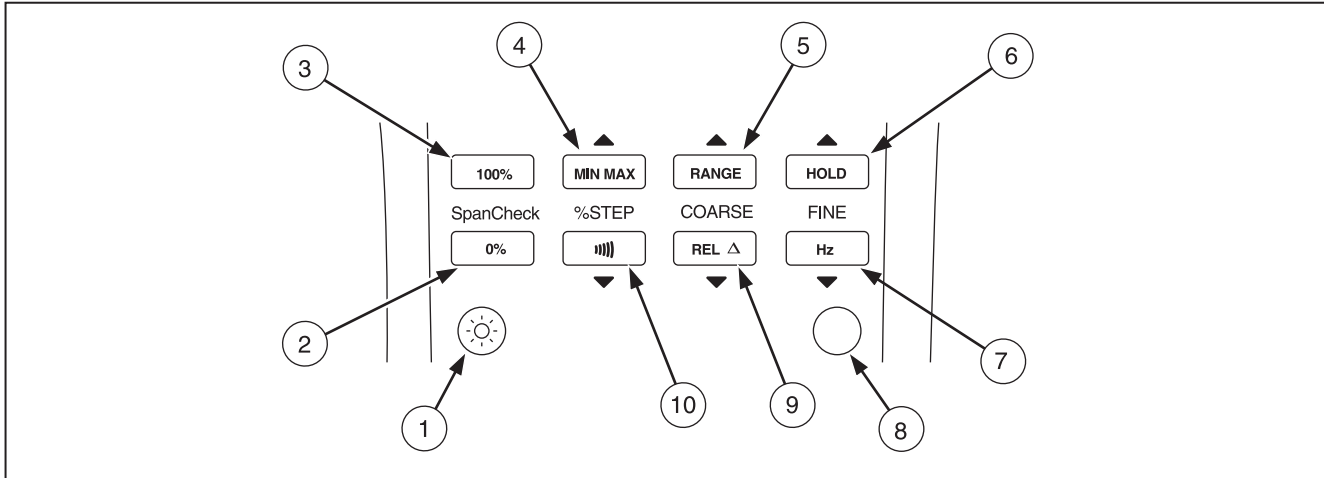 4 5
3 6
100% MIN MAX RANGE HOLD
SpanCheck %STEP COARSE FINE
0% REL Δ Hz
2 7
1 10 9 8